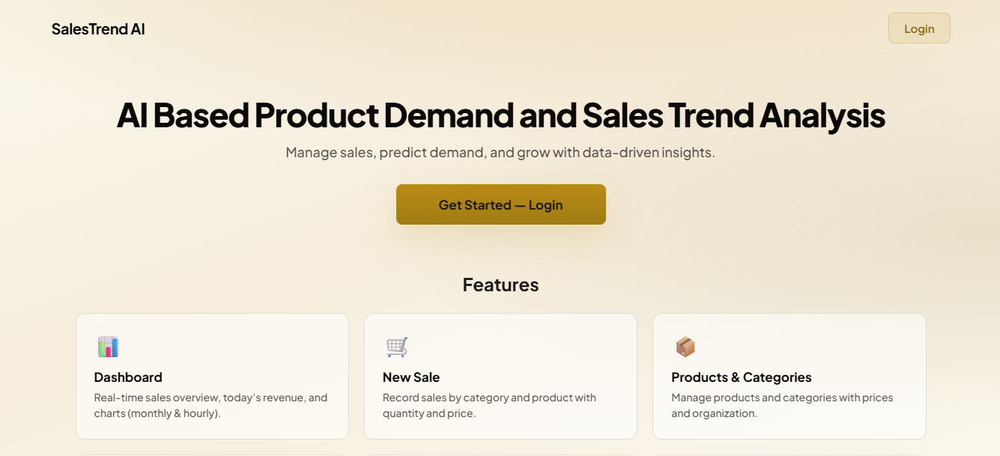 SalesTrend AI
Login
AI Based Product Demand and Sales Trend Analysis
Manage sales, predict demand, and grow with data-driven insights.
Get Started — Login
Features
Dashboard
Real-time sales overview, today's revenue, and
charts (monthly & hourly).
New Sale
Record sales by category and product with
quantity and price.
Products & Categories
Manage products and categories with prices
and organization.